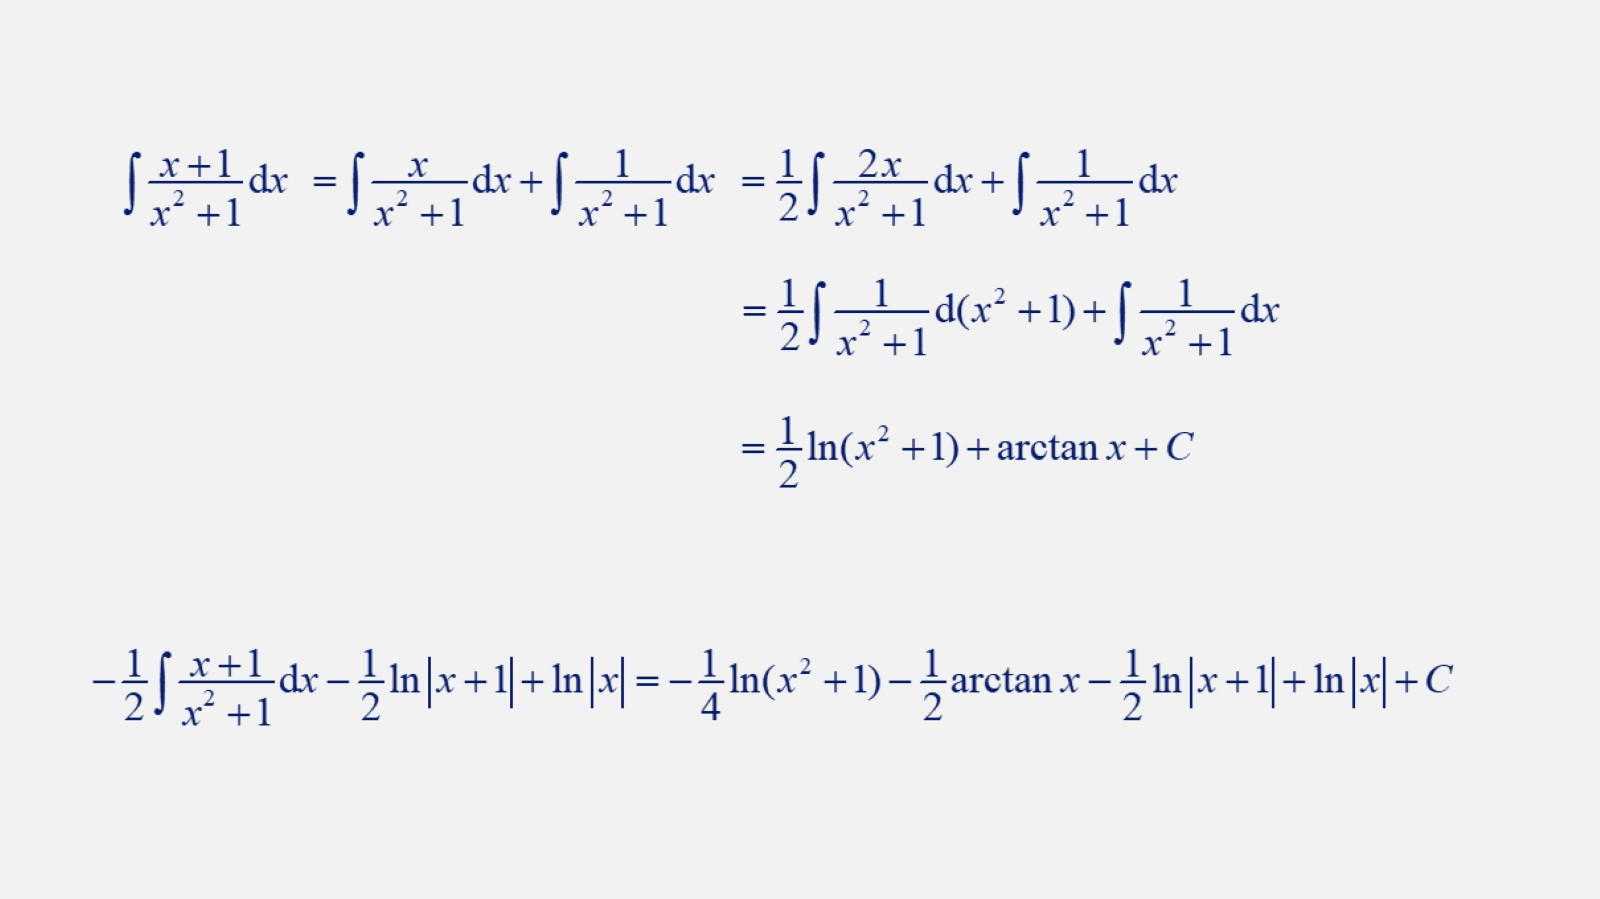 ∫ (x+1)/(x² +1) dx = ∫ x/(x² +1) dx + ∫ 1/(x² +1) dx = 1/2 ∫ 2x/(x² +1) dx + ∫ 1/(x² +1) dx
= 1/2 ∫ 1/(x² +1) d(x² +1) + ∫ 1/(x² +1) dx
= 1/2 ln(x² +1) + arctan x + C
−1/2 ∫ (x+1)/(x² +1) dx − 1/2 ln|x+1| + ln|x| = −1/4 ln(x² +1) − 1/2 arctan x − 1/2 ln|x+1| + ln|x| + C